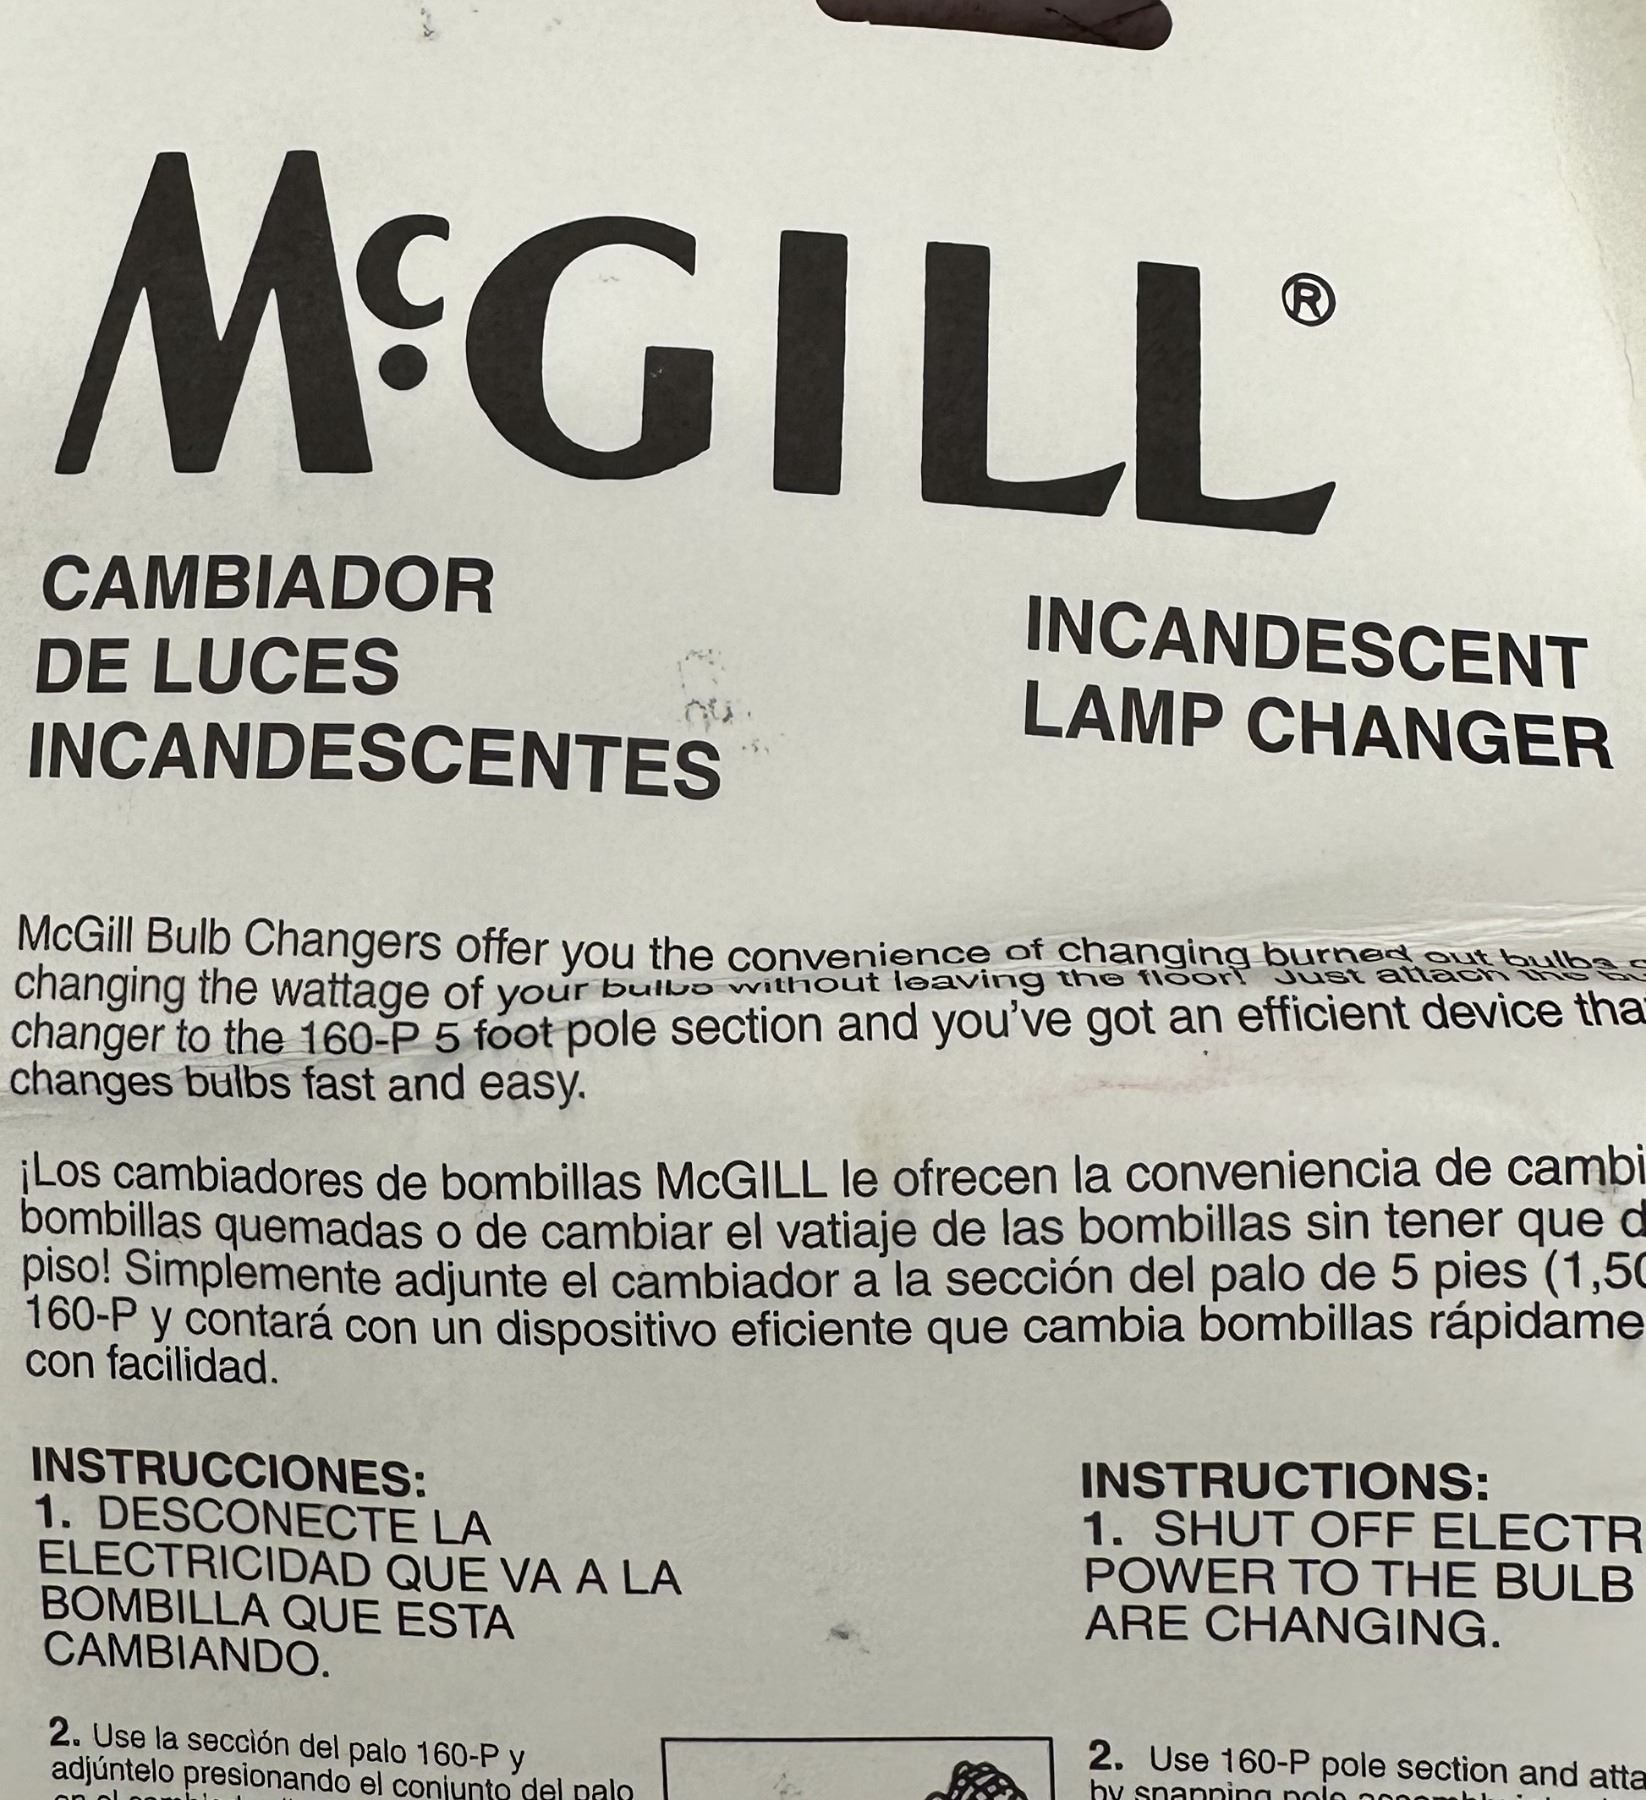 McGILL®
CAMBIADOR
DE LUCES
INCANDESCENTES
INCANDESCENT
LAMP CHANGER
McGill Bulb Changers offer you the convenience of changing burned out bulbs
changing the wattage of your bulbs without leaving the floor! Just attach the
changer to the 160-P 5 foot pole section and you've got an efficient device tha
changes bulbs fast and easy.
¡Los cambiadores de bombillas McGILL le ofrecen la conveniencia de cambi
bombillas quemadas o de cambiar el vatiaje de las bombillas sin tener que d
piso! Simplemente adjunte el cambiador a la sección del palo de 5 pies (1,50
160-P y contará con un dispositivo eficiente que cambia bombillas rápidame
con facilidad.
INSTRUCCIONES:
1. DESCONECTE LA
ELECTRICIDAD QUE VA A LA
BOMBILLA QUE ESTA
CAMBIANDO.
2. Use la sección del palo 160-P y
adjúntelo presionando el conjunto del palo
INSTRUCTIONS:
1. SHUT OFF ELECTR
POWER TO THE BULB
ARE CHANGING.
2. Use 160-P pole section and atta
by snapping pole